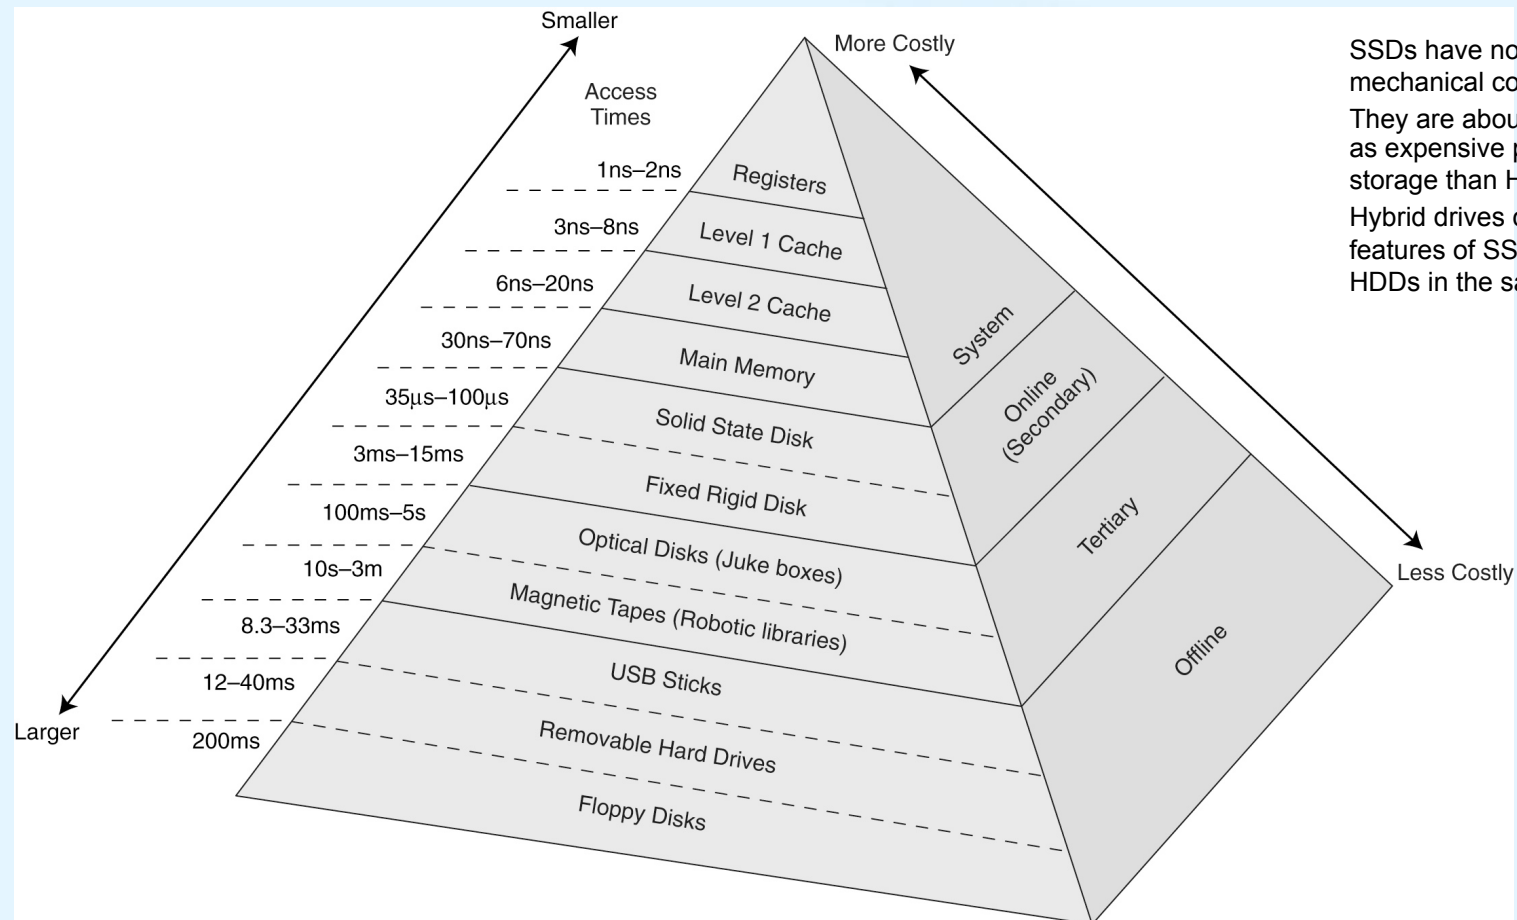 Smaller
More Costly
Access
Times
1ns–2ns
3ns–8ns
6ns–20ns
30ns–70ns
35µs–100µs
3ms–15ms
100ms–5s
10s–3m
8.3–33ms
12–40ms
200ms
Larger
Registers
Level 1 Cache
Level 2 Cache
Main Memory
Solid State Disk
Fixed Rigid Disk
Optical Disks (Juke boxes)
Magnetic Tapes (Robotic libraries)
USB Sticks
Removable Hard Drives
Floppy Disks
System
Online
(Secondary)
Tertiary
Offline
Less Costly
SSDs have no
mechanical
They are
as expensive
storage than
Hybrid drives
features of
HDDs in the